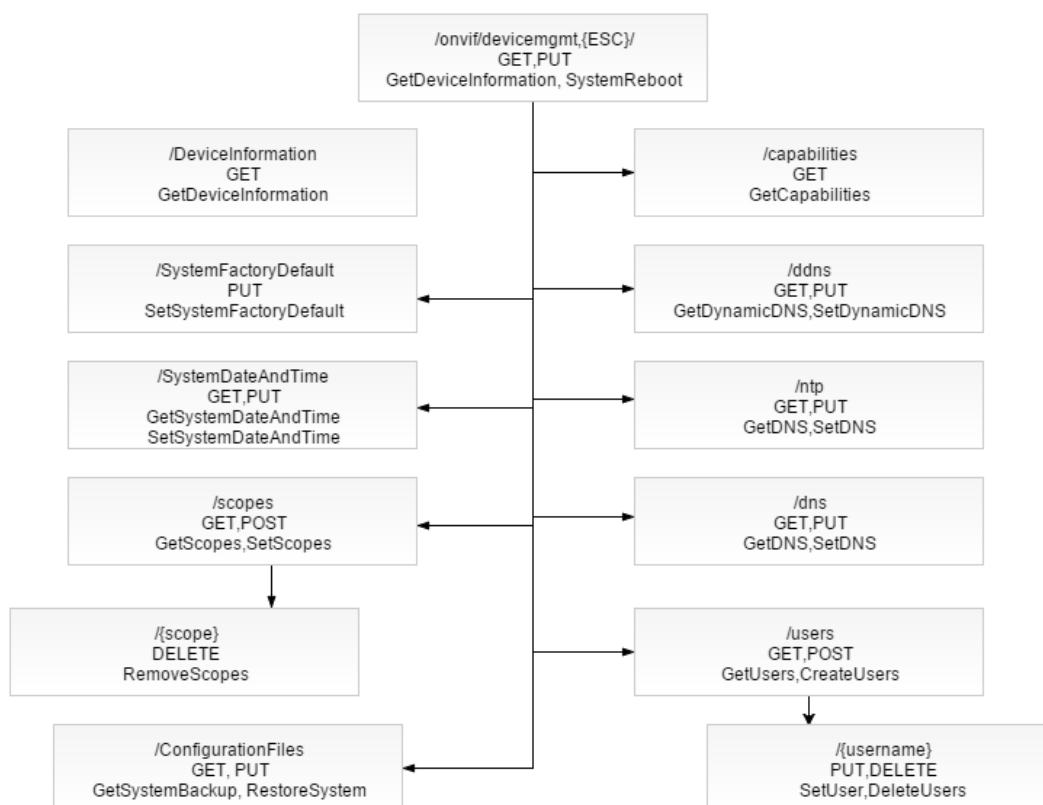 /onvif/devicemgmt,{ESC}/
GET,PUT
GetDeviceInformation, SystemReboot
/DeviceInformation
GET
GetDeviceInformation
/capabilities
GET
GetCapabilities
/SystemFactoryDefault
PUT
SetSystemFactoryDefault
/ddns
GET,PUT
GetDynamicDNS,SetDynamicDNS
/SystemDateAndTime
GET,PUT
GetSystemDateAndTime
SetSystemDateAndTime
/ntp
GET,PUT
GetDNS,SetDNS
/scopes
GET,POST
GetScopes,SetScopes
/dns
GET,PUT
GetDNS,SetDNS
/{scope}
DELETE
RemoveScopes
/users
GET,POST
GetUsers,CreateUsers
/ConfigurationFiles
GET, PUT
GetSystemBackup, RestoreSystem
/{username}
PUT,DELETE
SetUser,DeleteUsers